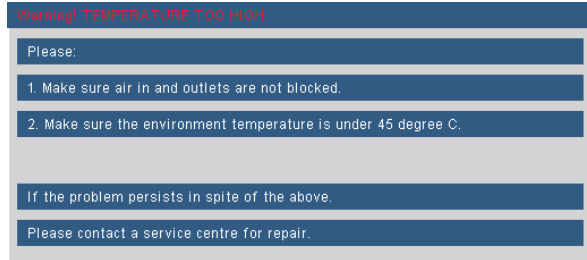 Warning! TEMPERATURE TOO HIGH
Please:
1. Make sure air in and outlets are not blocked.
2. Make sure the environment temperature is under 45 degree C.
If the problem persists in spite of the above.
Please contact a service centre for repair.